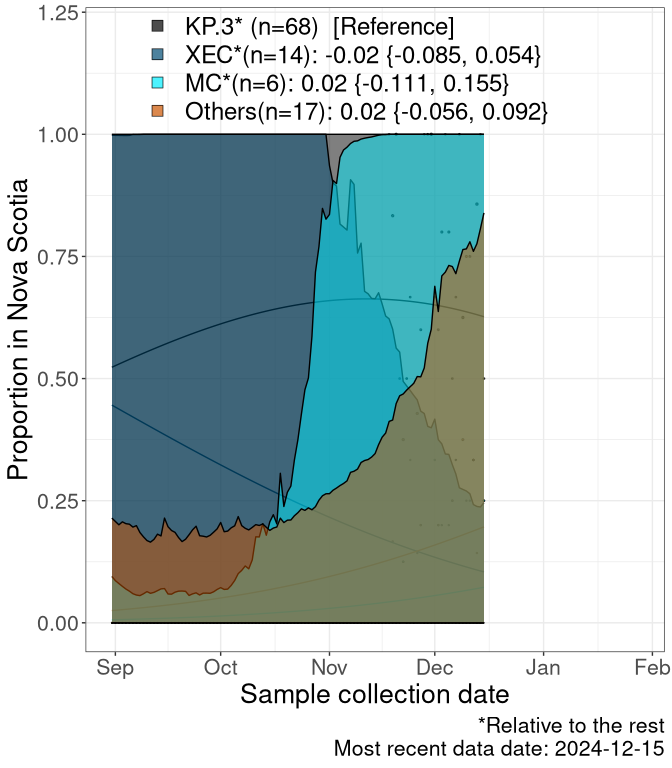 KP.3* (n=68) [Reference]
XEC*(n=14): -0.02 {-0.085, 0.054}
MC*(n=6): 0.02 {-0.111, 0.155}
Others(n=17): 0.02 {-0.056, 0.092}
1.25
1.00
0.75
0.50
0.25
0.00
Proportion in Nova Scotia
Sep Oct Nov Dec Jan Feb
Sample collection date
*Relative to the rest
Most recent data date: 2024-12-15